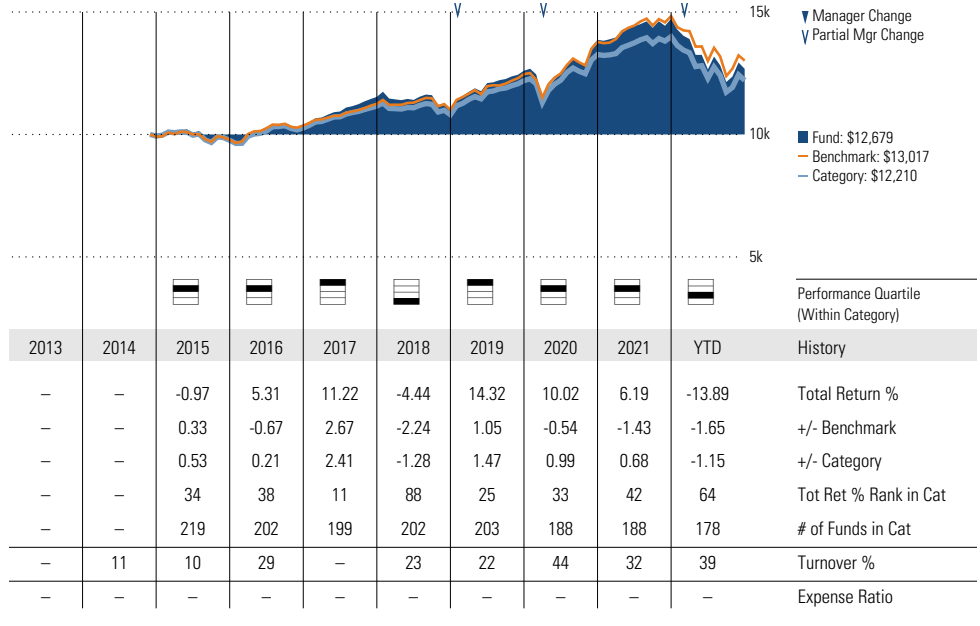 15k
▼ Manager Change
V Partial Mgr Change
10k
Fund: $12,679
Benchmark: $13,017
Category: $12,210
5k
Performance Quartile
(Within Category)
2013 2014 2015 2016 2017 2018 2019 2020 2021 YTD History
– – -0.97 5.31 11.22 -4.44 14.32 10.02 6.19 -13.89 Total Return %
– – 0.33 -0.67 2.67 -2.24 1.05 -0.54 -1.43 -1.65 +/- Benchmark
– – 0.53 0.21 2.41 -1.28 1.47 0.99 0.68 -1.15 +/- Category
– – 34 38 11 88 25 33 42 64 Tot Ret % Rank in Cat
– – 219 202 199 202 203 188 188 178 # of Funds in Cat
– 11 10 29 – 23 22 44 32 39 Turnover %
– – – – – – – – – – Expense Ratio